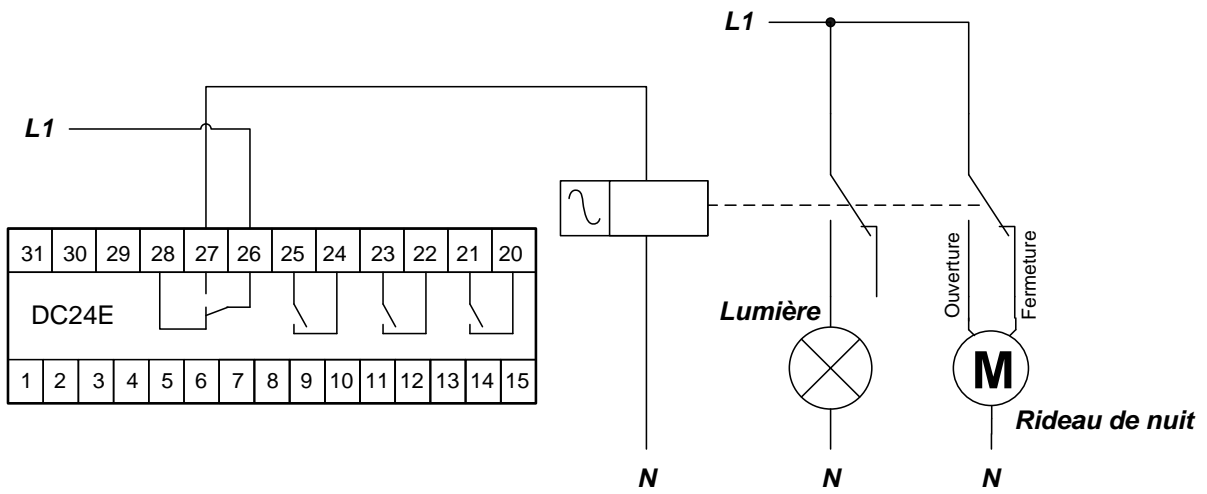 L1
L1
31 30 29 28 27 26 25 24 23 22 21 20
DC24E
1 2 3 4 5 6 7 8 9 10 11 12 13 14 15
Ouverture
Fermeture
Lumière
M
Rideau de nuit
N
N
N